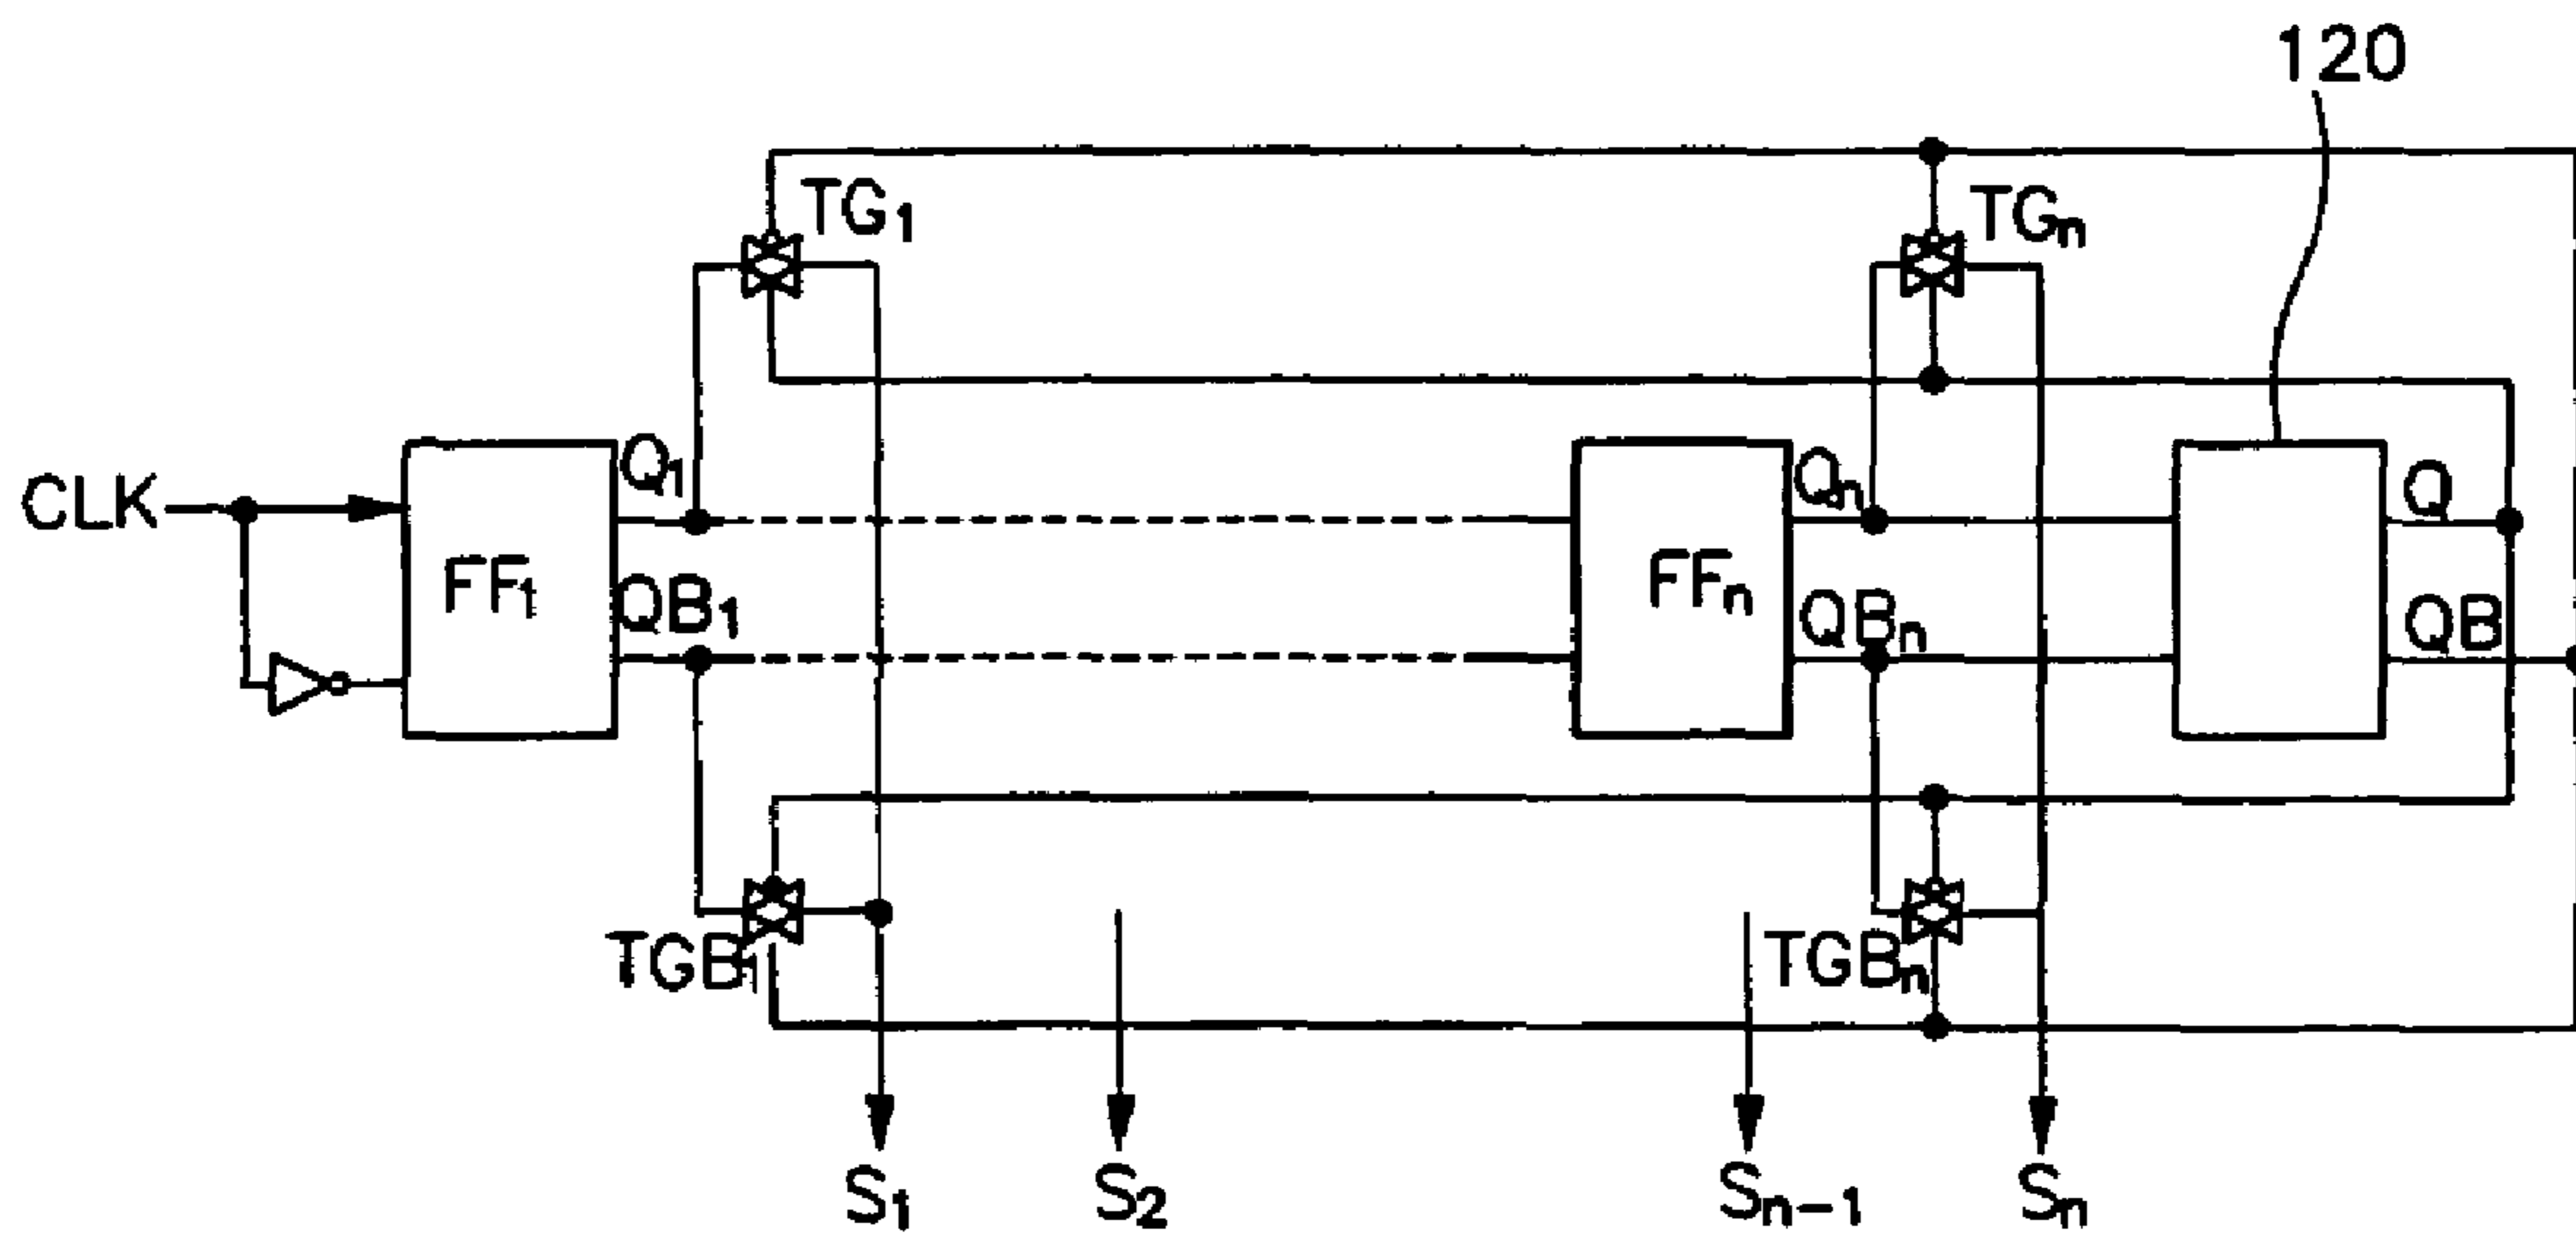 120
TG1
TGn
Q1
Qn
Q
CLK
FF1
FFn
QB1
QBn
QB
TGB1
TGBn
S1
S2
Sn-1
Sn